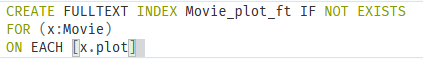 CREATE FULLTEXT INDEX Movie_plot_ft IF NOT EXISTS
FOR (x:Movie)
ON EACH [x.plot]